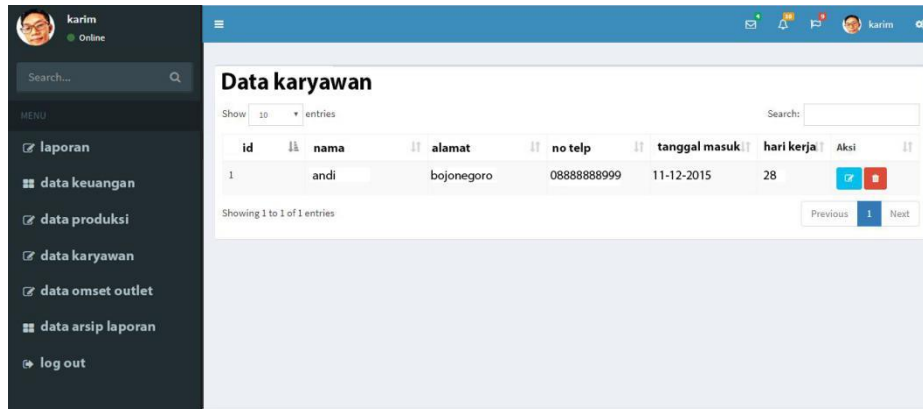 karim
Online
Search...
MENU
laporan
data keuangan
data produksi
data karyawan
data omset outlet
data arsip laporan
log out
karim
Data karyawan
Show 10 entries
Search:
id nama alamat no telp tanggal masuk hari kerja Aksi
1 andi bojonegoro 08888888999 11-12-2015 28
Showing 1 to 1 of 1 entries
Previous 1 Next